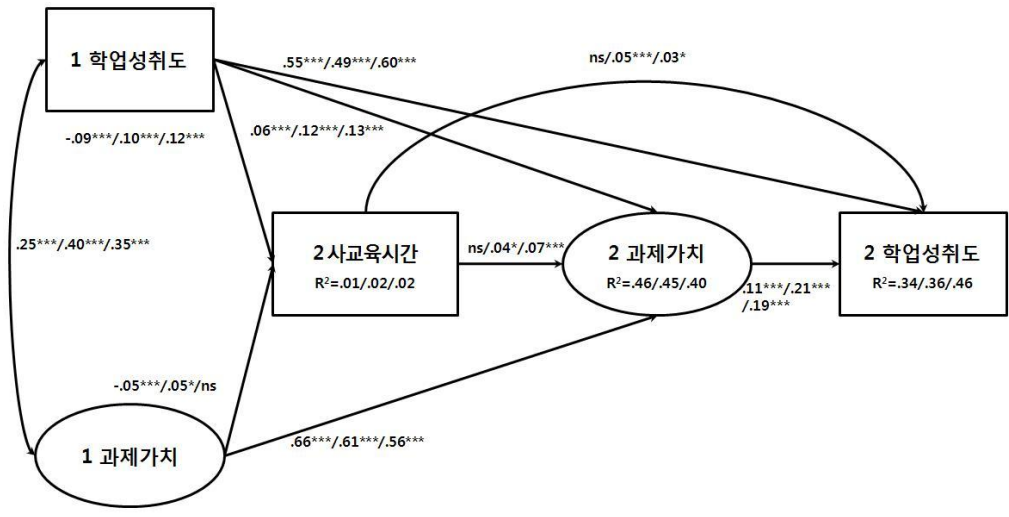 1 학업성취도
.55***/.49***/.60***
ns/.05***/.03*
-.09***/.10***/.12***
.06***/.12***/.13***
.25***/.40***/.35***
2사교육시간
R²=.01/.02/.02
ns/.04*/.07***
2 과제가치
R²=.46/.45/.40
.11***/.21***
/.19***
2 학업성취도
R²=.34/.36/.46
-.05***/.05*/ns
1 과제가치
.66***/.61***/.56***